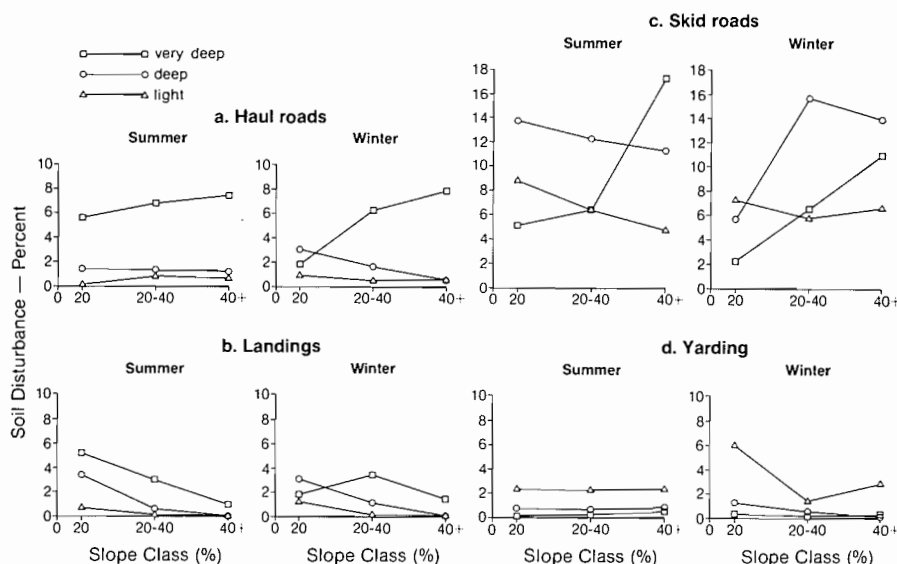 very deep
deep
light
a. Haul roads
Summer
10
8
6
4
2
0
0 20 20-40 40+
Winter
10
8
6
4
2
0
0 20 20-40 40+
b. Landings
Summer
10
8
6
4
2
0
0 20 20-40 40+
Slope Class (%)
Winter
10
8
6
4
2
0
0 20 20-40 40+
Slope Class (%)
Soil Disturbance — Percent
c. Skid roads
Summer
18
16
14
12
10
8
6
4
2
0
0 20 20-40 40+
Winter
18
16
14
12
10
8
6
4
2
0
0 20 20-40 40+
d. Yarding
Summer
10
8
6
4
2
0
0 20 20-40 40+
Slope Class (%)
Winter
10
8
6
4
2
0
0 20 20-40 40+
Slope Class (%)